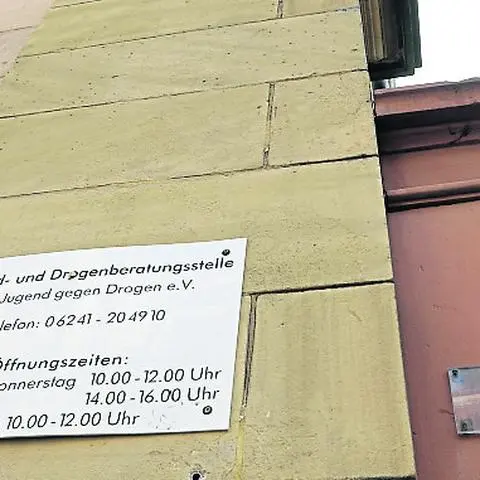 d- und Drogenberatungsstelle
Jugend gegen Drogen e.V.
lefon: 06241 - 204910
Öffnungszeiten:
onnerstag 10.00-12.00 Uhr
14.00-16.00 Uhr
10.00-12.00 Uhr